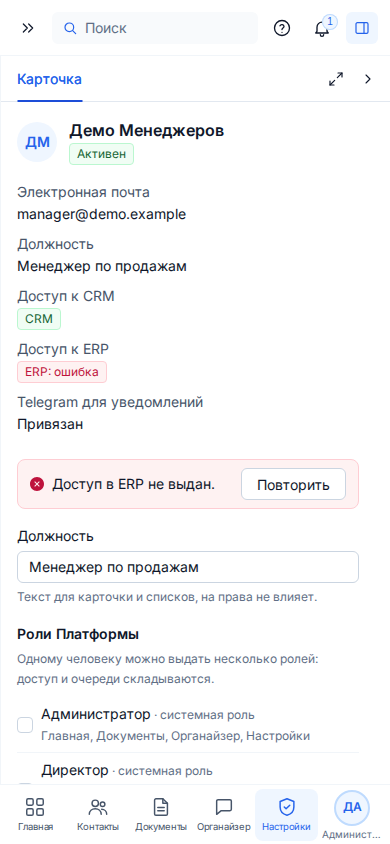 Поиск
1
Карточка
ДМ
Демо Менеджеров
Активен
Электронная почта
manager@demo.example
Должность
Менеджер по продажам
Доступ к CRM
CRM
Доступ к ERP
ERP: ошибка
Telegram для уведомлений
Привязан
Доступ в ERP не выдан.
Повторить
Должность
Менеджер по продажам
Текст для карточки и списков, на права не влияет.
Роли Платформы
Одному человеку можно выдать несколько ролей:
доступ и очереди складываются.
Администратор · системная роль
Главная, Документы, Органайзер, Настройки
Директор · системная роль
Главная
Контакты
Документы
Органайзер
Настройки
ДА
Админист...